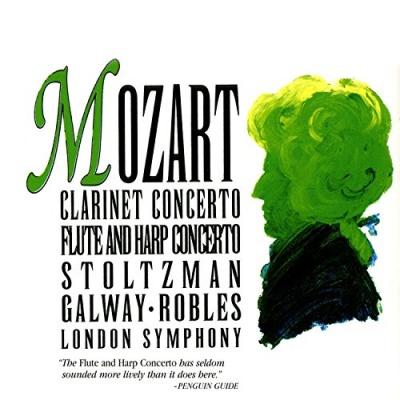 MOZART
CLARINET CONCERTO
FLUTE AND HARP CONCERTO
STOLTZMAN
GALWAY • ROBLES
LONDON SYMPHONY
"The Flute and Harp Concerto has seldom
sounded more lively than it does here."
-PENGUIN GUIDE